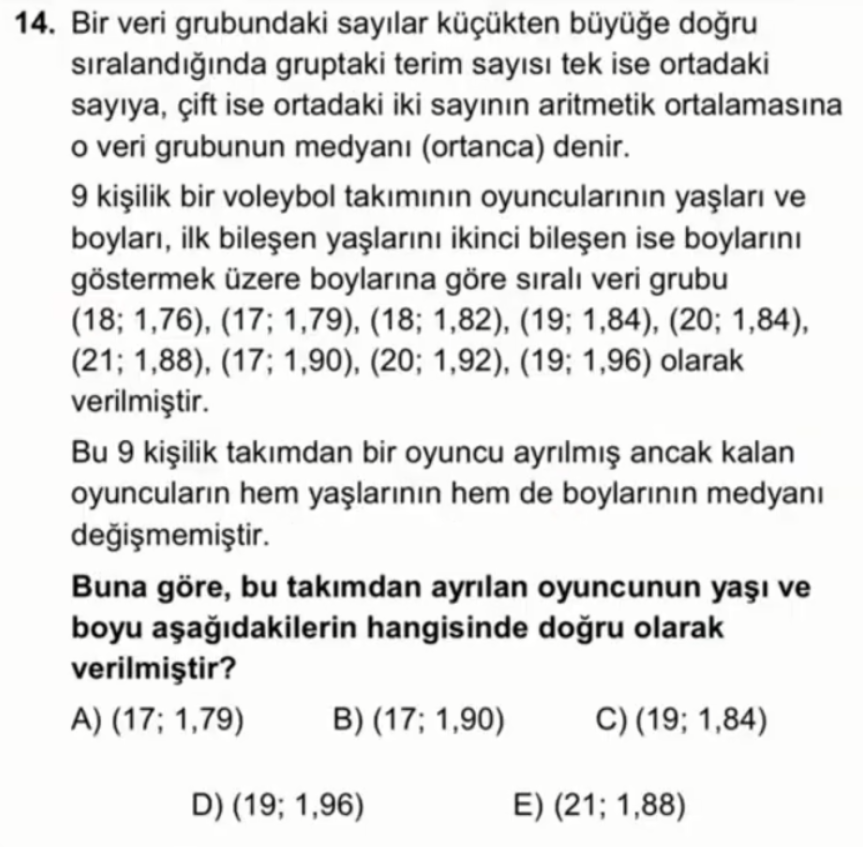 14. Bir veri grubundaki sayılar küçükten büyüğe doğru
sıralandığında gruptaki terim sayısı tek ise ortadaki
sayıya, çift ise ortadaki iki sayının aritmetik ortalamasına
o veri grubunun medyanı (ortanca) denir.
9 kişilik bir voleybol takımının oyuncularının yaşları ve
boyları, ilk bileşen yaşlarını ikinci bileşen ise boylarını
göstermek üzere boylarına göre sıralı veri grubu
(18; 1,76), (17; 1,79), (18; 1,82), (19; 1,84), (20; 1,84),
(21; 1,88), (17; 1,90), (20; 1,92), (19; 1,96) olarak
verilmiştir.
Bu 9 kişilik takımdan bir oyuncu ayrılmış ancak kalan
oyuncuların hem yaşlarının hem de boylarının medyanı
değişmemiştir.
Buna göre, bu takımdan ayrılan oyuncunun yaşı ve
boyu aşağıdakilerin hangisinde doğru olarak
verilmiştir?
A) (17; 1,79) B) (17; 1,90) C) (19; 1,84)
D) (19; 1,96) E) (21; 1,88)